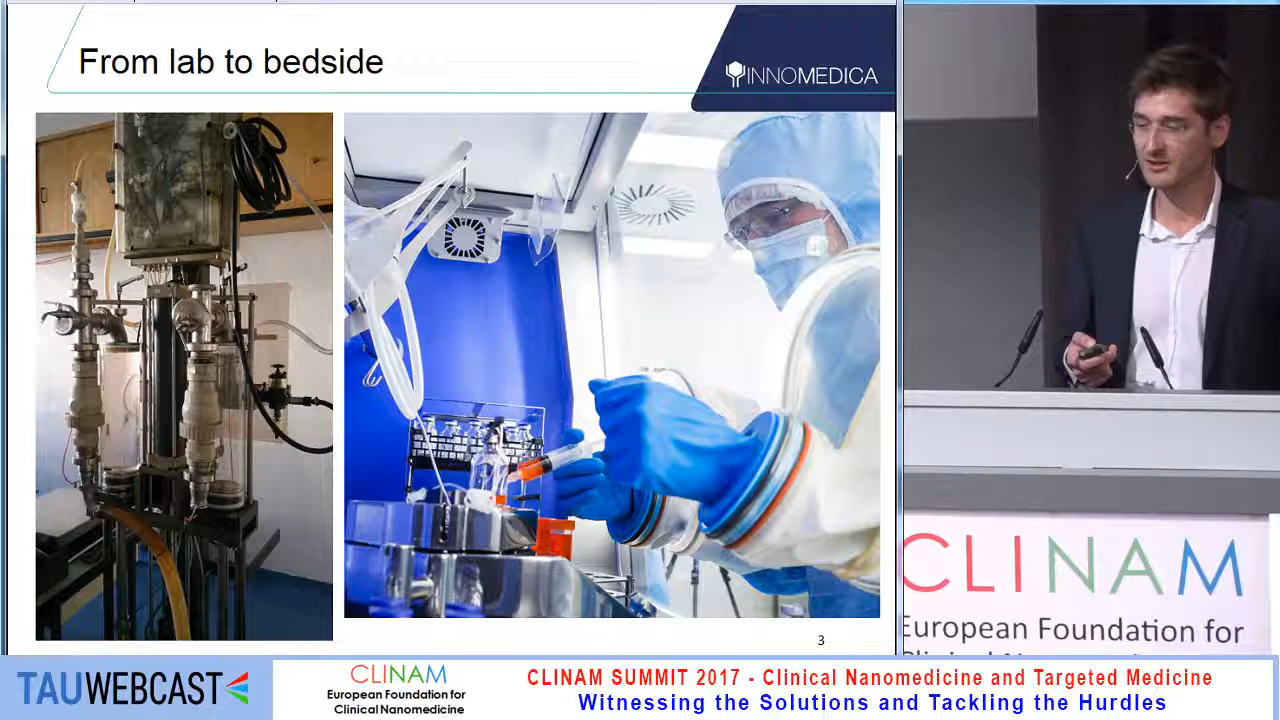 From lab to bedside
INNOMEDICA
3
CLINAM
European Foundation for
TAUWEBCAST
CLINAM
European Foundation for
Clinical Nanomedicine
CLINAM SUMMIT 2017 - Clinical Nanomedicine and Targeted Medicine
Witnessing the Solutions and Tackling the Hurdles